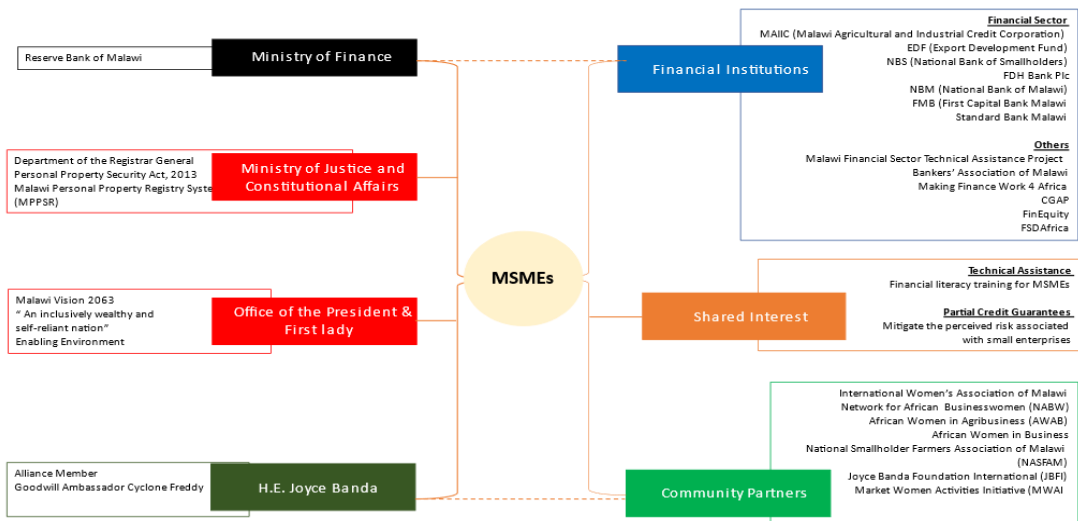 Reserve Bank of Malawi
Ministry of Finance
Department of the Registrar General
Personal Property Security Act, 2013
Malawi Personal Property Registry Syste
(MPPSR)
Ministry of Justice and
Constitutional Affairs
Malawi Vision 2063
“ An inclusively wealthy and
self-reliant nation”
Enabling Environment
Office of the President &
First lady
Alliance Member
Goodwill Ambassador Cyclone Freddy
H.E. Joyce Banda
MSMEs
Financial Institutions
Financial Sector
MAIIC (Malawi Agricultural and Industrial Credit Corporation)
EDF (Export Development Fund)
NBS (National Bank of Smallholders)
FDH Bank Plc
NBM (National Bank of Malawi)
FMB (First Capital Bank Malawi
Standard Bank Malawi
Others
Malawi Financial Sector Technical Assistance Project
Bankers’ Association of Malawi
Making Finance Work 4 Africa
CGAP
FinEquity
FSDAfrica
Shared Interest
Technical Assistance
Financial literacy training for MSMEs
Partial Credit Guarantees
Mitigate the perceived risk associated
with small enterprises
Community Partners
International Women’s Association of Malawi
Network for African Businesswomen (NABW)
African Women in Agribusiness (AWAB)
African Women in Business
National Smallholder Farmers Association of Malawi
(NASFAM)
Joyce Banda Foundation International (JBFI)
Market Women Activities Initiative (MWAI